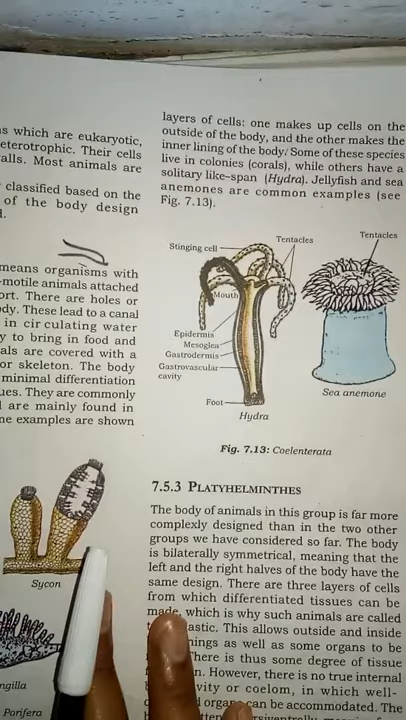 ns which are eukaryotic,
eterotrophic. Their cells
alls. Most animals are
classified based on the
of the body design
d.
means organisms with
-motile animals attached
ort. There are holes or
ody. These lead to a canal
in cir culating water
y to bring in food and
als are covered with a
or skeleton. The body
minimal differentiation
ues. They are commonly
are mainly found in
ne examples are shown
Sycon
ngilla
Porifera
layers of cells: one makes up cells on the
outside of the body, and the other makes the
inner lining of the body. Some of these species
live in colonies (corals), while others have a
solitary like–span (Hydra). Jellyfish and sea
anemones are common examples (see
Fig. 7.13).
Stinging cell
Tentacles
Tentacles
Mouth
Epidermis
Mesoglea
Gastrodermis
Gastrovascular
cavity
Foot
Hydra
Sea anemone
Fig. 7.13: Coelenterata
7.5.3 PLATYHELMINTHES
The body of animals in this group is far more
complexly designed than in the two other
groups we have considered so far. The body
is bilaterally symmetrical, meaning that the
left and the right halves of the body have the
same design. There are three layers of cells
from which differentiated tissues can be
made, which is why such animals are called
astic. This allows outside and inside
nings as well as some organs to be
here is thus some degree of tissue
n. However, there is no true internal
vity or coelom, in which well-
organs can be accommodated. The